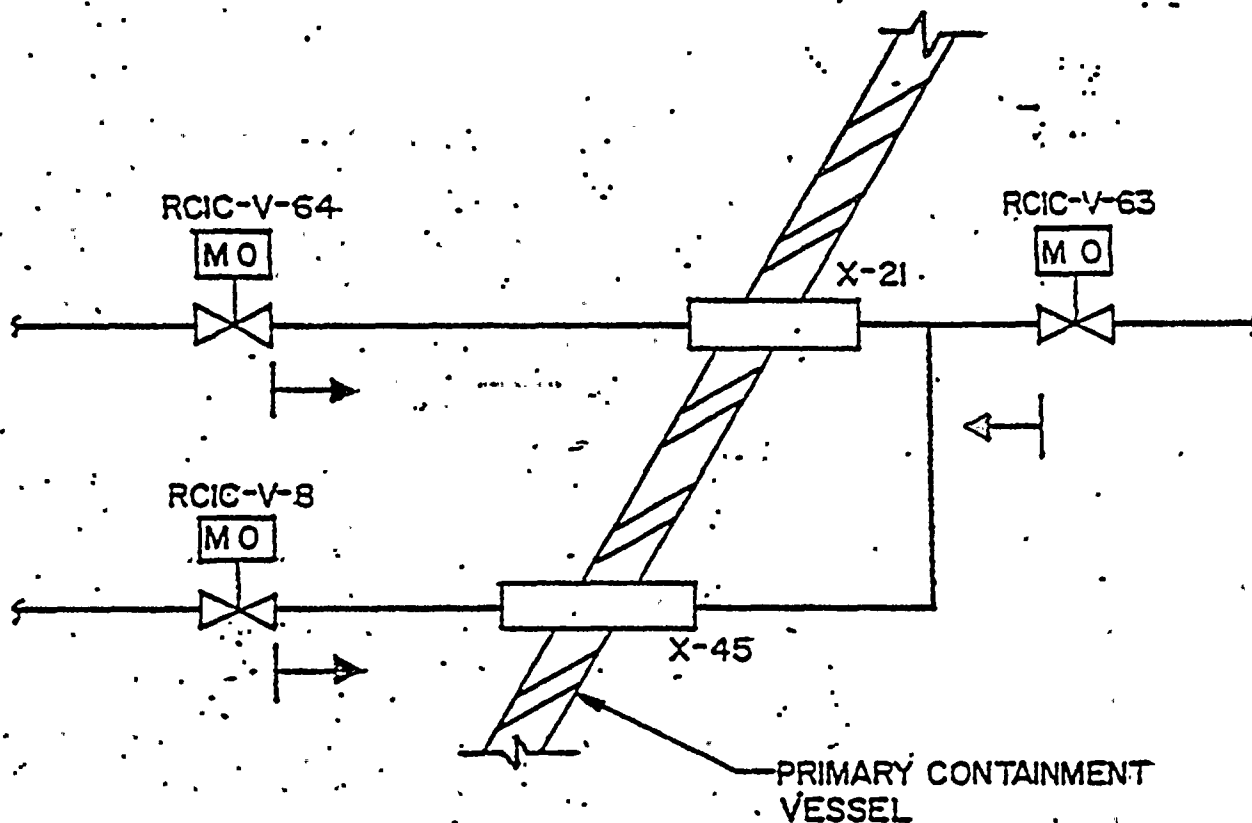 RCIC-V-64
MO
RCIC-V-63
MO
X-21
RCIC-V-8
MO
X-45
PRIMARY CONTAINMENT
VESSEL